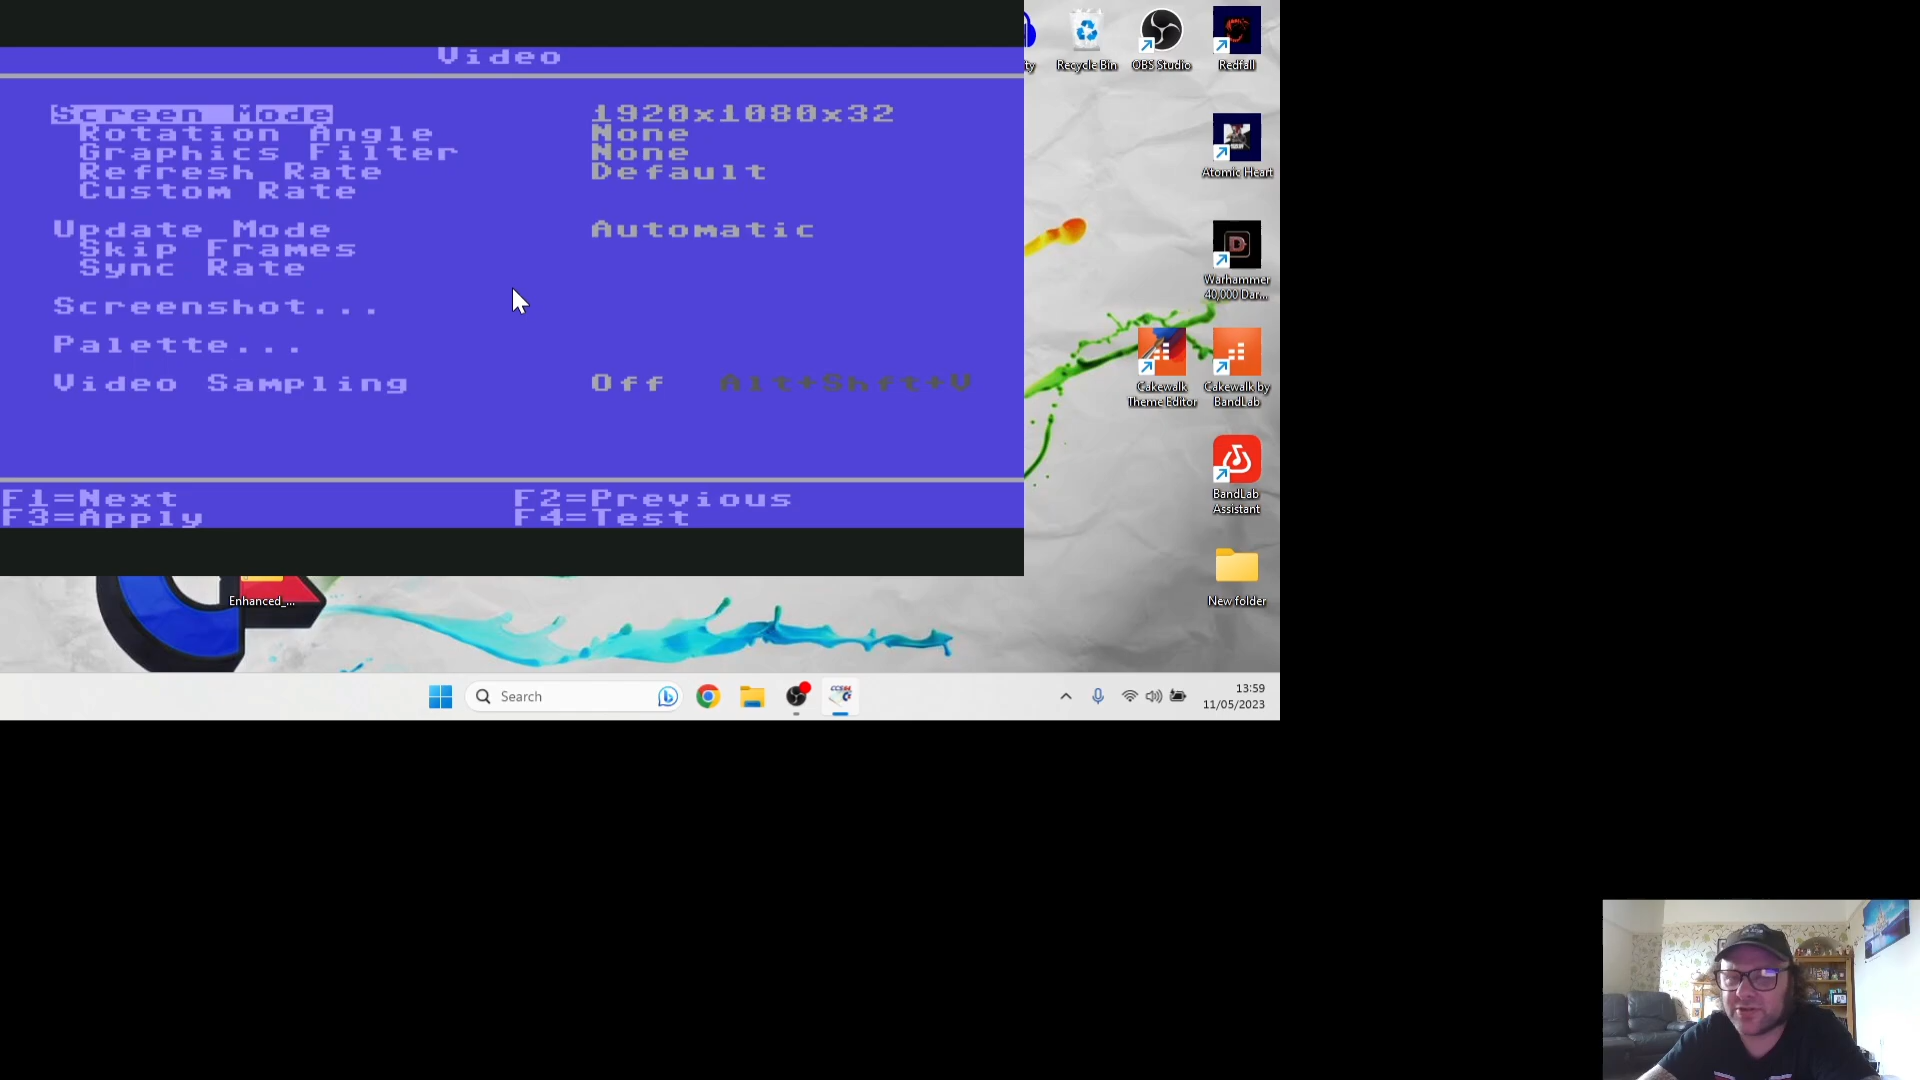 Video
Screen Mode 1920x1080x32
Rotation Angle None
Graphics Filter None
Refresh Rate Default
Custom Rate
Update Mode Automatic
Skip Frames
Sync Rate
Screenshot...
Palette...
Video Sampling Off Alt+Shft+V
F1=Next F2=Previous
F3=Apply F4=Test
ty
Recycle Bin
OBS Studio
Redfall
Atomic Heart
Warhammer
40,000 Dar...
Cakewalk
Theme Editor
Cakewalk by
BandLab
BandLab
Assistant
New folder
Enhanced_...
Search
CCS64
13:59
11/05/2023